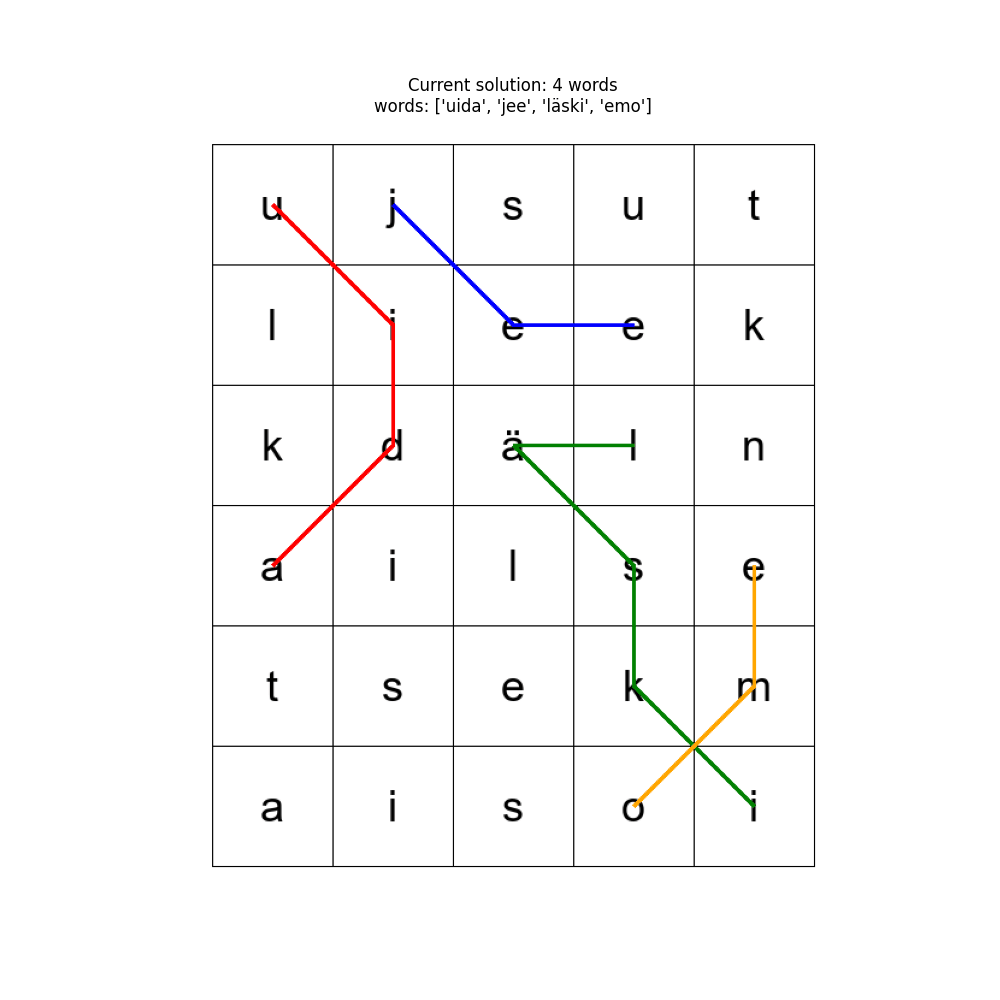 Current solution: 4 words
words: ['uida', 'jee', 'läski', 'emo']
u j s u t
l i e e k
k d ä l n
a i l s e
t s e k m
a i s o i